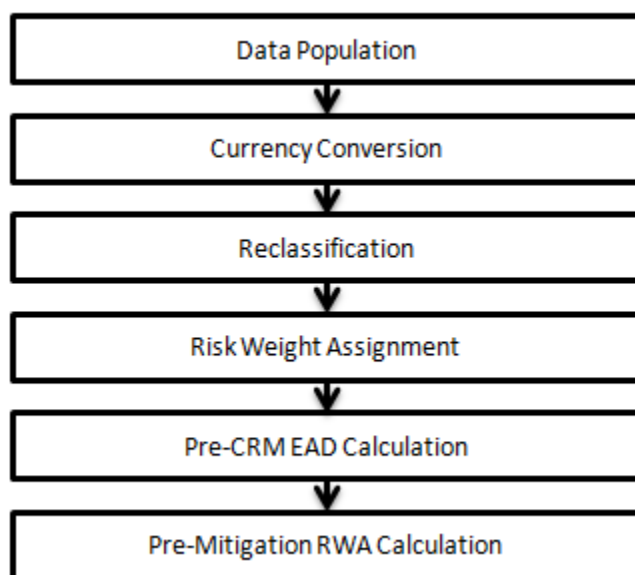 Data Population
Currency Conversion
Reclassification
Risk Weight Assignment
Pre-CRM EAD Calculation
Pre-Mitigation RWA Calculation